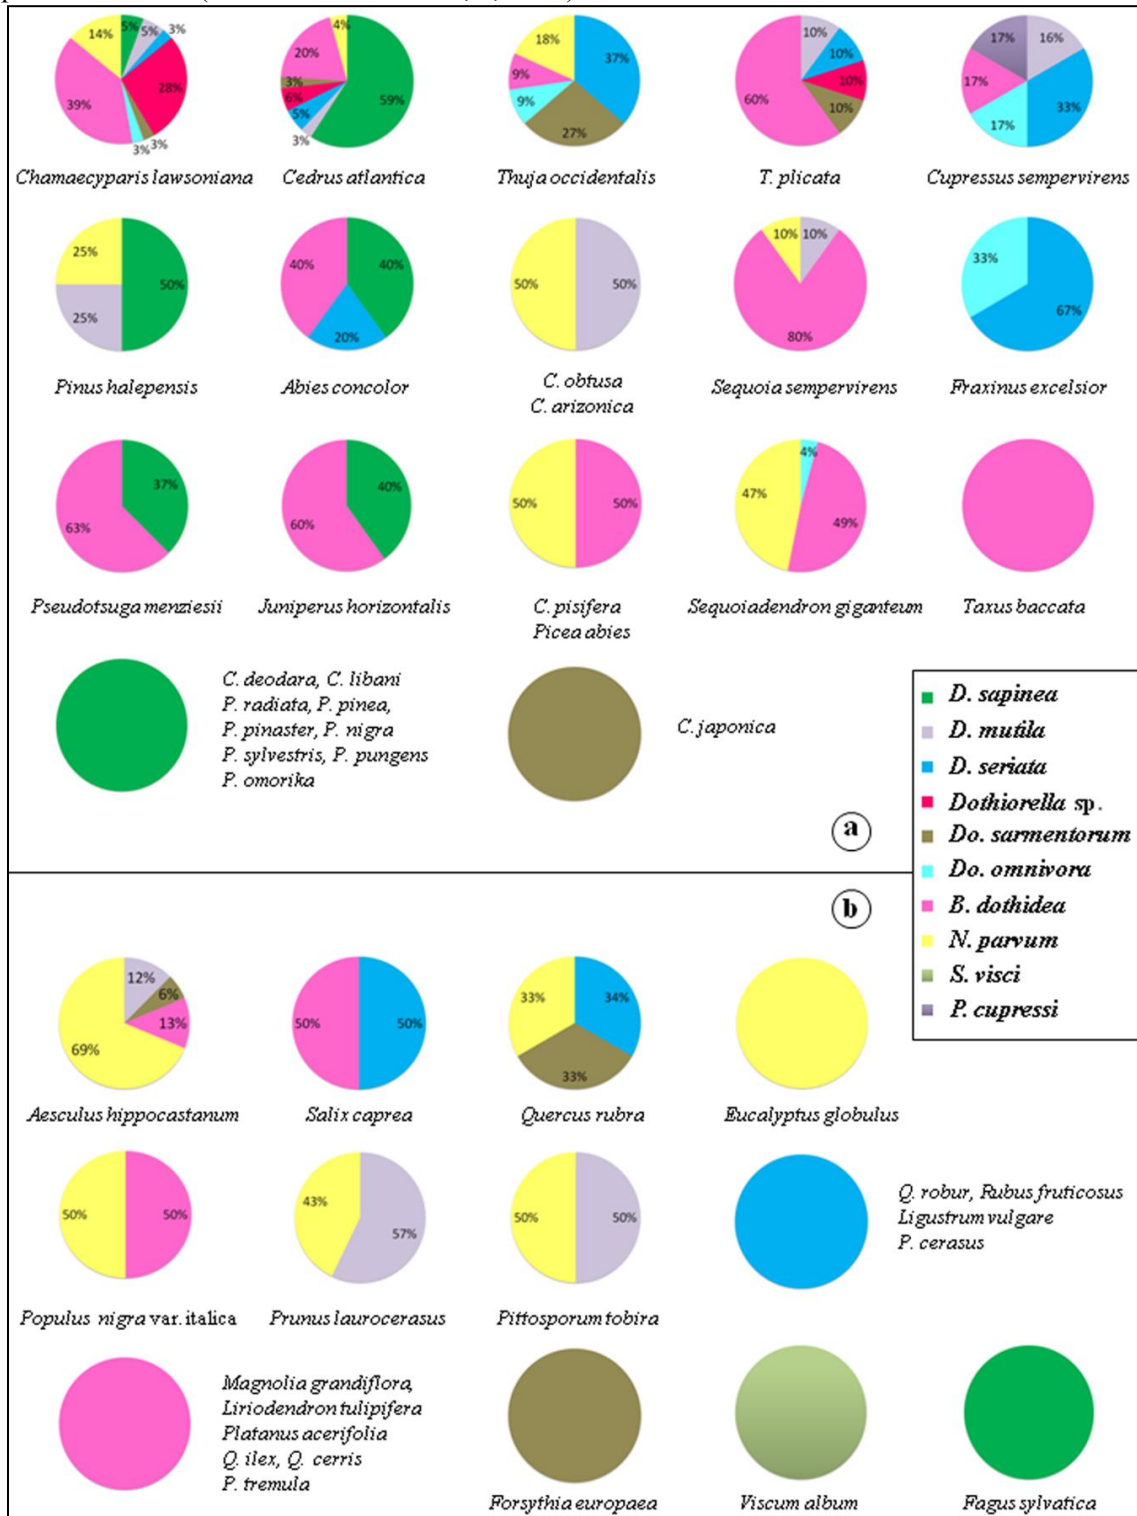 14%
5%
5%
3%
28%
3%
3%
39%
Chamaecyparis lawsoniana
4%
20%
3%
6%
5%
3%
59%
Cedrus atlantica
18%
37%
9%
9%
27%
Thuja occidentalis
10%
10%
10%
10%
60%
T. plicata
17%
16%
17%
33%
17%
Cupressus sempervirens
25%
50%
25%
Pinus halepensis
40%
40%
20%
Abies concolor
50%
50%
C. obtusa
C. arizonica
10%
10%
80%
Sequoia sempervirens
33%
67%
Fraxinus excelsior
37%
63%
Pseudotsuga menziesii
40%
60%
Juniperus horizontalis
50%
50%
C. pisifera
Picea abies
4%
47%
49%
Sequoiadendron giganteum
Taxus baccata
C. deodara, C. libani
P. radiata, P. pinea,
P. pinaster, P. nigra
P. sylvestris, P. pungens
P. omorika
C. japonica
a
D. sapinea
D. mutila
D. seriata
Dothiorella sp.
Do. sarmentorum
Do. omnivora
B. dothidea
N. parvum
S. visci
P. cupressi
b
12%
6%
13%
69%
Aesculus hippocastanum
50%
50%
Salix caprea
33%
34%
33%
Quercus rubra
Eucalyptus globulus
50%
50%
Populus nigra var. italica
43%
57%
Prunus laurocerasus
50%
50%
Pittosporum tobira
Q. robur, Rubus fruticosus
Ligustrum vulgare
P. cerasus
Magnolia grandiflora,
Liriodendron tulipifera
Platanus acerifolia
Q. ilex, Q. cerris
P. tremula
Forsythia europaea
Viscum album
Fagus sylvatica